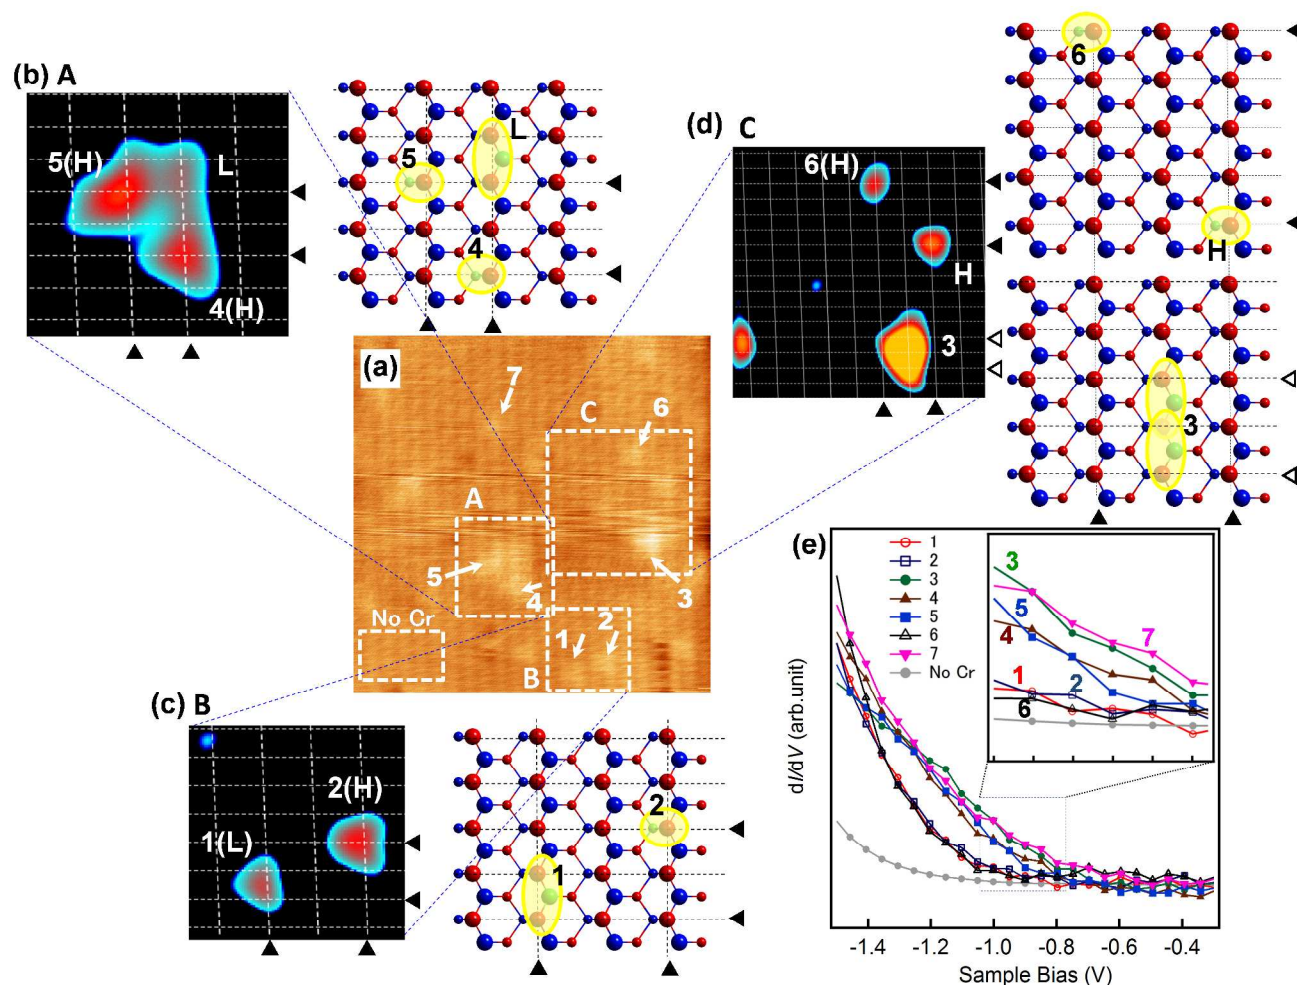 (b) A
5(H)
L
4(H)
5
L
4
(d) C
6(H)
H
3
6
H
3
(a)
7
C
6
A
5
4
3
No Cr
1
2
B
(c) B
2(H)
1(L)
2
1
(e)
1
2
3
4
5
6
7
No Cr
3
5
7
4
1
2
6
dI/dV (arb.unit)
-1.4 -1.2 -1.0 -0.8 -0.6 -0.4
Sample Bias (V)